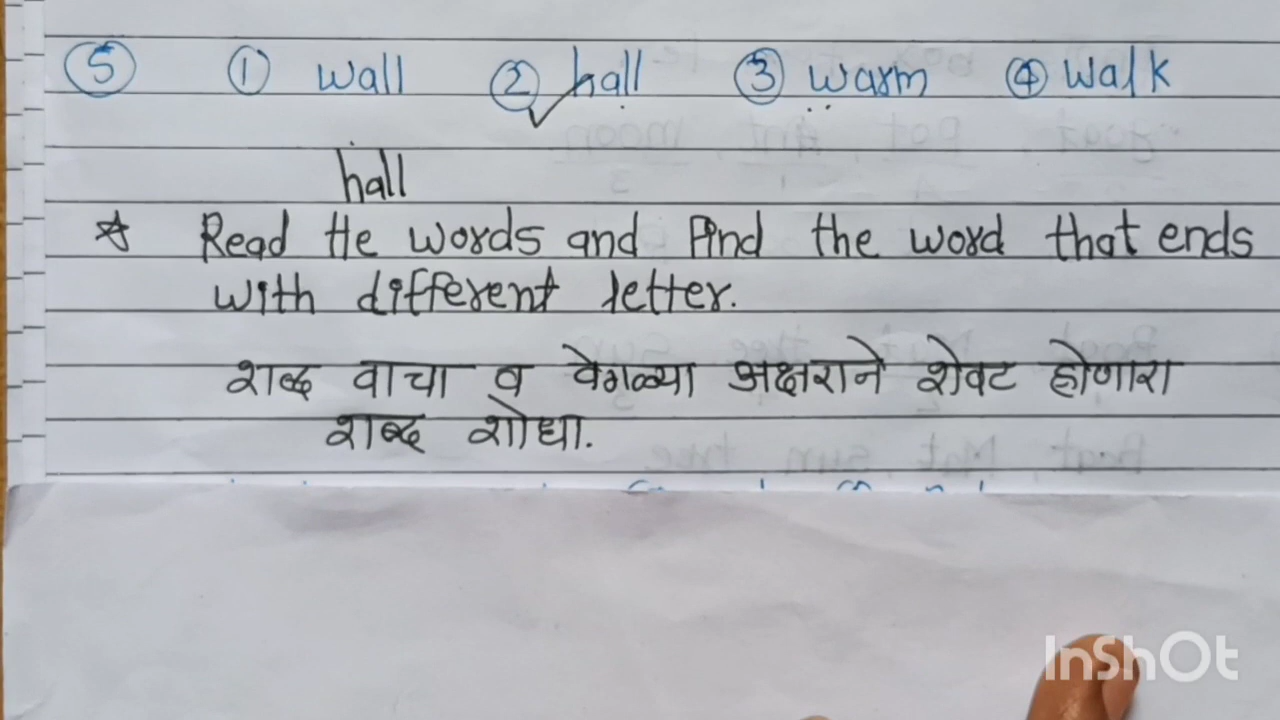 5 1 wall 2 hall 3 warm 4 walk
hall
☆ Read the words and Find the word that ends
with different letter.
शब्द वाचा व वेगळ्या अक्षराने शेवट होणारा
शब्द शोधा.
InShOt